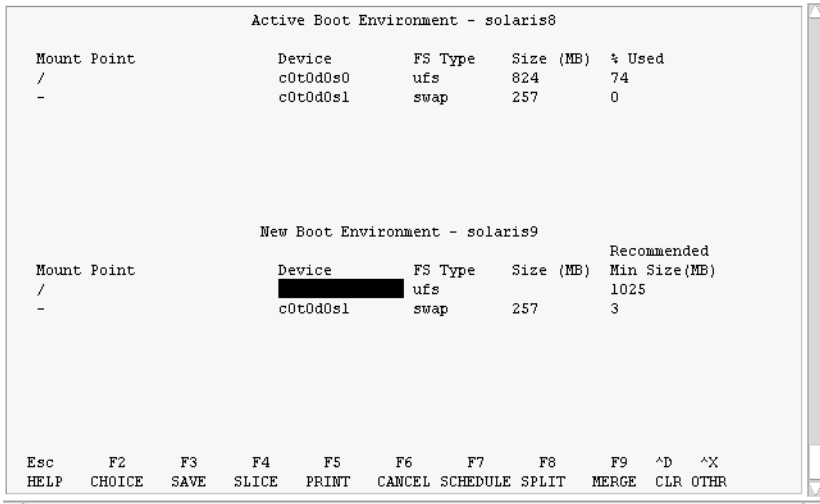 Active Boot Environment - solaris8
Mount Point Device FS Type Size (MB) % Used
/ c0t0d0s0 ufs 824 74
- c0t0d0s1 swap 257 0
New Boot Environment - solaris9
Recommended
Mount Point Device FS Type Size (MB) Min Size(MB)
/ ufs 1025
- c0t0d0s1 swap 257 3
Esc F2 F3 F4 F5 F6 F7 F8 F9 ^D ^X
HELP CHOICE SAVE SLICE PRINT CANCEL SCHEDULE SPLIT MERGE CLR OTHR